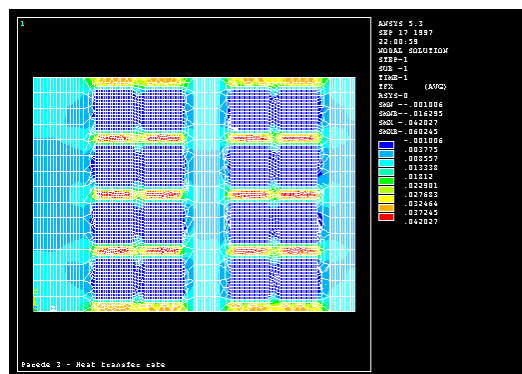 1
ANSYS 5.3
SEP 17 1997
22:00:59
NODAL SOLUTION
STEP=1
SUB =1
TIME=1
TFX (AVG)
RSYS=0
SMN =-.001006
SMNB=-.016295
SMX =.042027
SMXB=.060245
-.001006
.003775
.008557
.013338
.01812
.022901
.027683
.032464
.037245
.042027
Parede 3 - Heat transfer rate